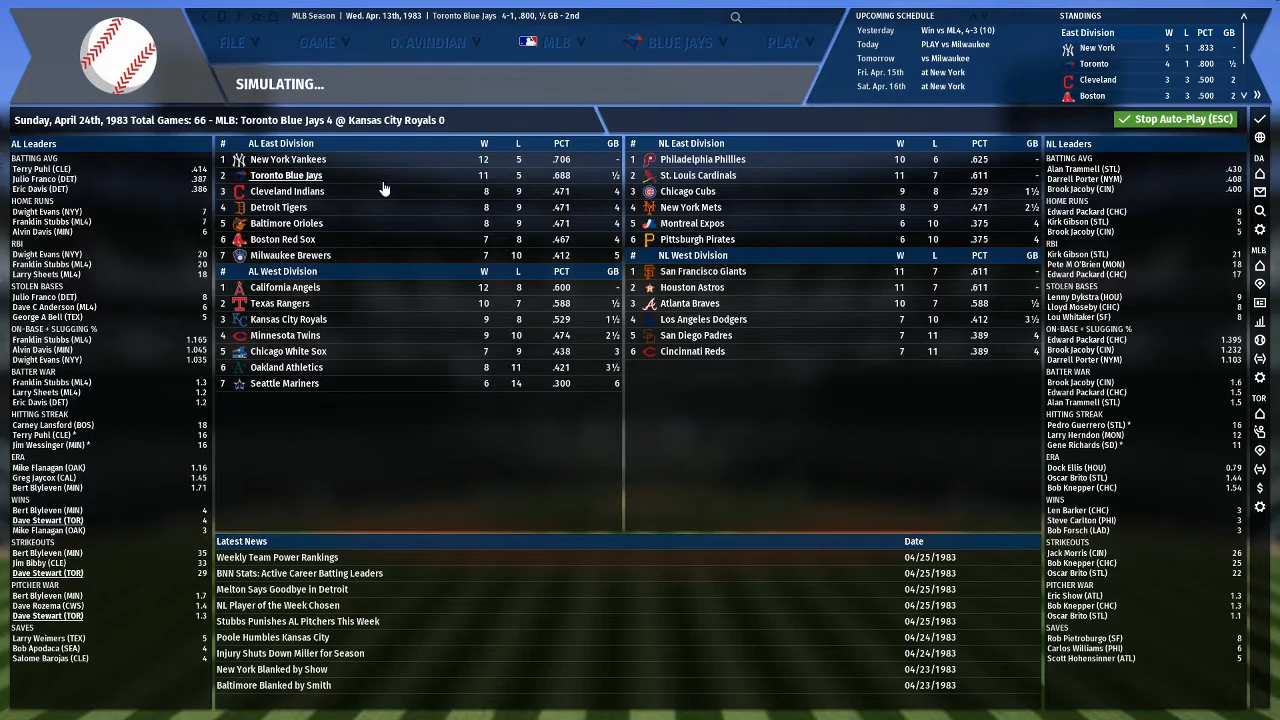 MLB Season | Wed. Apr. 13th, 1983 | Toronto Blue Jays 4-1, .800, ½ GB - 2nd
FILE GAME D. AVINDIAN MLB BLUE JAYS PLAY
SIMULATING...
UPCOMING SCHEDULE
Yesterday Win vs ML4, 4-3 (10)
Today PLAY vs Milwaukee
Tomorrow vs Milwaukee
Fri. Apr. 15th at New York
Sat. Apr. 16th at New York
STANDINGS
East Division W L PCT GB
New York 5 1 .833 -
Toronto 4 1 .800 ½
Cleveland 3 3 .500 2
Boston 3 3 .500 2
Sunday, April 24th, 1983 Total Games: 66 - MLB: Toronto Blue Jays 4 @ Kansas City Royals 0
Stop Auto-Play (ESC)
AL Leaders
BATTING AVG
Terry Puhl (CLE) .414
Julio Franco (DET) .387
Eric Davis (DET) .386
HOME RUNS
Dwight Evans (NYY) 7
Franklin Stubbs (ML4) 7
Alvin Davis (MIN) 6
RBI
Dwight Evans (NYY) 20
Franklin Stubbs (ML4) 20
Larry Sheets (ML4) 18
STOLEN BASES
Julio Franco (DET) 8
Dave C Anderson (ML4) 6
George A Bell (TEX) 5
ON-BASE + SLUGGING %
Franklin Stubbs (ML4) 1.165
Alvin Davis (MIN) 1.045
Dwight Evans (NYY) 1.035
BATTER WAR
Franklin Stubbs (ML4) 1.3
Larry Sheets (ML4) 1.2
Eric Davis (DET) 1.2
HITTING STREAK
Carney Lansford (BOS) 18
Terry Puhl (CLE) * 16
Jim Wessinger (MIN) * 16
ERA
Mike Flanagan (OAK) 1.16
Greg Jaycox (CAL) 1.45
Bert Blyleven (MIN) 1.71
WINS
Bert Blyleven (MIN) 4
Dave Stewart (TOR) 4
Mike Flanagan (OAK) 3
STRIKEOUTS
Bert Blyleven (MIN) 35
Jim Bibby (CLE) 33
Dave Stewart (TOR) 29
PITCHER WAR
Bert Blyleven (MIN) 1.7
Dave Rozema (CWS) 1.4
Dave Stewart (TOR) 1.3
SAVES
Larry Weimers (TEX) 5
Bob Apodaca (SEA) 4
Salome Barojas (CLE) 4
# AL East Division W L PCT GB
1 New York Yankees 12 5 .706 -
2 Toronto Blue Jays 11 5 .688 ½
3 Cleveland Indians 8 9 .471 4
4 Detroit Tigers 8 9 .471 4
5 Baltimore Orioles 8 9 .471 4
6 Boston Red Sox 7 8 .467 4
7 Milwaukee Brewers 7 10 .412 5
# AL West Division W L PCT GB
1 California Angels 12 8 .600 -
2 Texas Rangers 10 7 .588 ½
3 Kansas City Royals 9 8 .529 1½
4 Minnesota Twins 9 10 .474 2½
5 Chicago White Sox 7 9 .438 3
6 Oakland Athletics 8 11 .421 3½
7 Seattle Mariners 6 14 .300 6
# NL East Division W L PCT GB
1 Philadelphia Phillies 10 6 .625 -
2 St. Louis Cardinals 11 7 .611 -
3 Chicago Cubs 9 8 .529 1½
4 New York Mets 8 9 .471 2½
5 Montreal Expos 6 10 .375 4
6 Pittsburgh Pirates 6 10 .375 4
# NL West Division W L PCT GB
1 San Francisco Giants 11 7 .611 -
2 Houston Astros 11 7 .611 -
3 Atlanta Braves 10 7 .588 ½
4 Los Angeles Dodgers 7 10 .412 3½
5 San Diego Padres 7 11 .389 4
6 Cincinnati Reds 7 11 .389 4
Latest News Date
Weekly Team Power Rankings 04/25/1983
BNN Stats: Active Career Batting Leaders 04/25/1983
Melton Says Goodbye in Detroit 04/25/1983
NL Player of the Week Chosen 04/25/1983
Stubbs Punishes AL Pitchers This Week 04/25/1983
Poole Humbles Kansas City 04/24/1983
Injury Shuts Down Miller for Season 04/24/1983
New York Blanked by Show 04/23/1983
Baltimore Blanked by Smith 04/23/1983
NL Leaders
BATTING AVG
Alan Trammell (STL) .430
Darrell Porter (NYM) .408
Brook Jacoby (CIN) .400
HOME RUNS
Edward Packard (CHC) 8
Kirk Gibson (STL) 5
Brook Jacoby (CIN) 5
RBI
Kirk Gibson (STL) 21
Pete M O'Brien (MON) 18
Edward Packard (CHC) 17
STOLEN BASES
Lenny Dykstra (HOU) 9
Lloyd Moseby (CHC) 8
Lou Whitaker (SF) 8
ON-BASE + SLUGGING %
Edward Packard (CHC) 1.395
Brook Jacoby (CIN) 1.232
Darrell Porter (NYM) 1.103
BATTER WAR
Brook Jacoby (CIN) 1.6
Edward Packard (CHC) 1.5
Alan Trammell (STL) 1.5
HITTING STREAK
Pedro Guerrero (STL) * 16
Larry Herndon (MON) 12
Gene Richards (SD) * 11
ERA
Dock Ellis (HOU) 0.79
Oscar Brito (STL) 1.44
Bob Knepper (CHC) 1.54
WINS
Len Barker (CHC) 3
Steve Carlton (PHI) 3
Bob Forsch (LAD) 3
STRIKEOUTS
Jack Morris (CIN) 26
Bob Knepper (CHC) 25
Oscar Brito (STL) 22
PITCHER WAR
Eric Show (ATL) 1.3
Bob Knepper (CHC) 1.3
Oscar Brito (STL) 1.1
SAVES
Rob Pietroburgo (SF) 8
Carlos Williams (PHI) 6
Scott Hohensinner (ATL) 5
DA
MLB
TOR